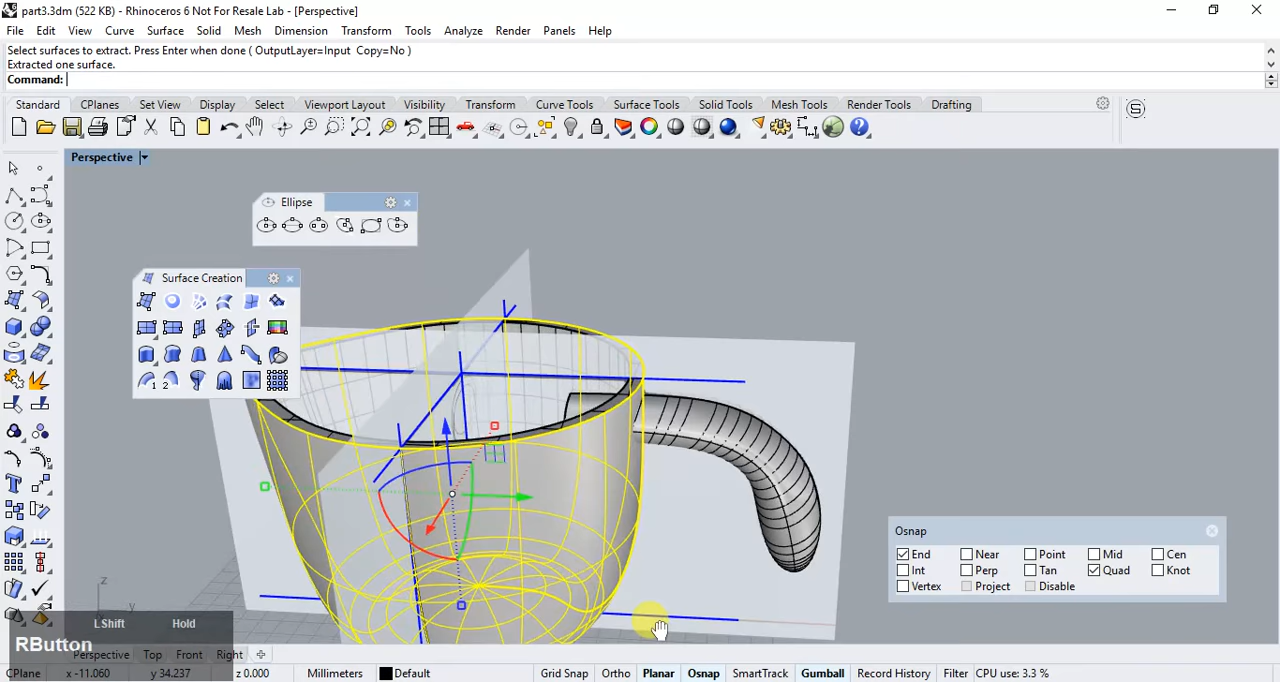 part3.3dm (522 KB) - Rhinoceros 6 Not For Resale Lab - [Perspective]
File Edit View Curve Surface Solid Mesh Dimension Transform Tools Analyze Render Panels Help
Select surfaces to extract. Press Enter when done ( OutputLayer=Input Copy=No )
Extracted one surface.
Command:
Standard CPlanes Set View Display Select Viewport Layout Visibility Transform Curve Tools Surface Tools Solid Tools Mesh Tools Render Tools Drafting
Perspective
Ellipse
Surface Creation
Osnap
End Near Point Mid Cen
Int Perp Tan Quad Knot
Vertex Project Disable
z
y
LShift Hold
RButton
Perspective Top Front Right
CPlane x -11.060 y 34.237 z 0.000 Millimeters Default Grid Snap Ortho Planar Osnap SmartTrack Gumball Record History Filter CPU use: 3.3 %